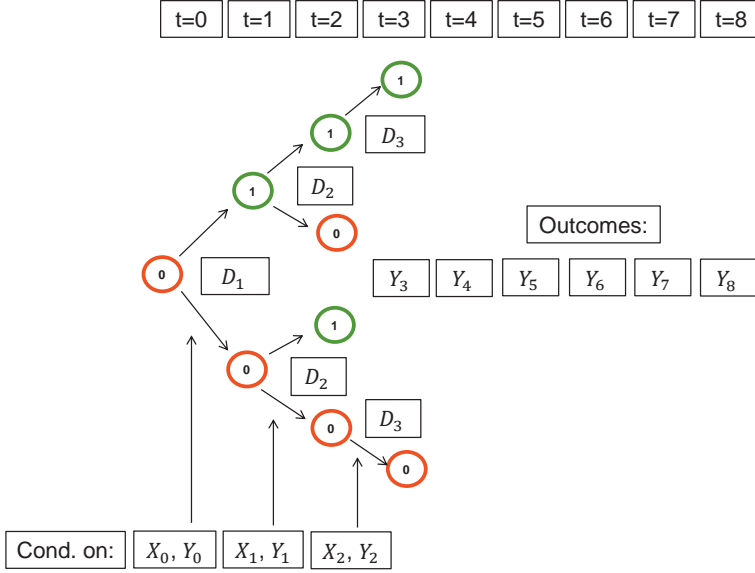 t=0 t=1 t=2 t=3 t=4 t=5 t=6 t=7 t=8
1
1 D₃
1 D₂
0 Outcomes:
0 D₁ Y₃ Y₄ Y₅ Y₆ Y₇ Y₈
1
0 D₂
0 D₃
0
Cond. on: X₀, Y₀ X₁, Y₁ X₂, Y₂